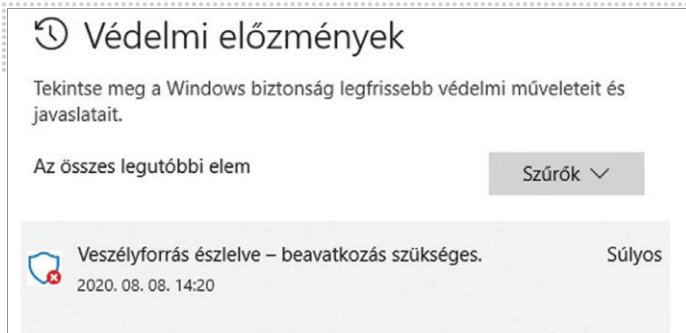 Védelmi előzmények
Tekintse meg a Windows biztonság legfrissebb védelmi műveleteit és
javaslatait.
Az összes legutóbbi elem
Szűrők
Veszélyforrás észlelve – beavatkozás szükséges.
Súlyos
2020. 08. 08. 14:20